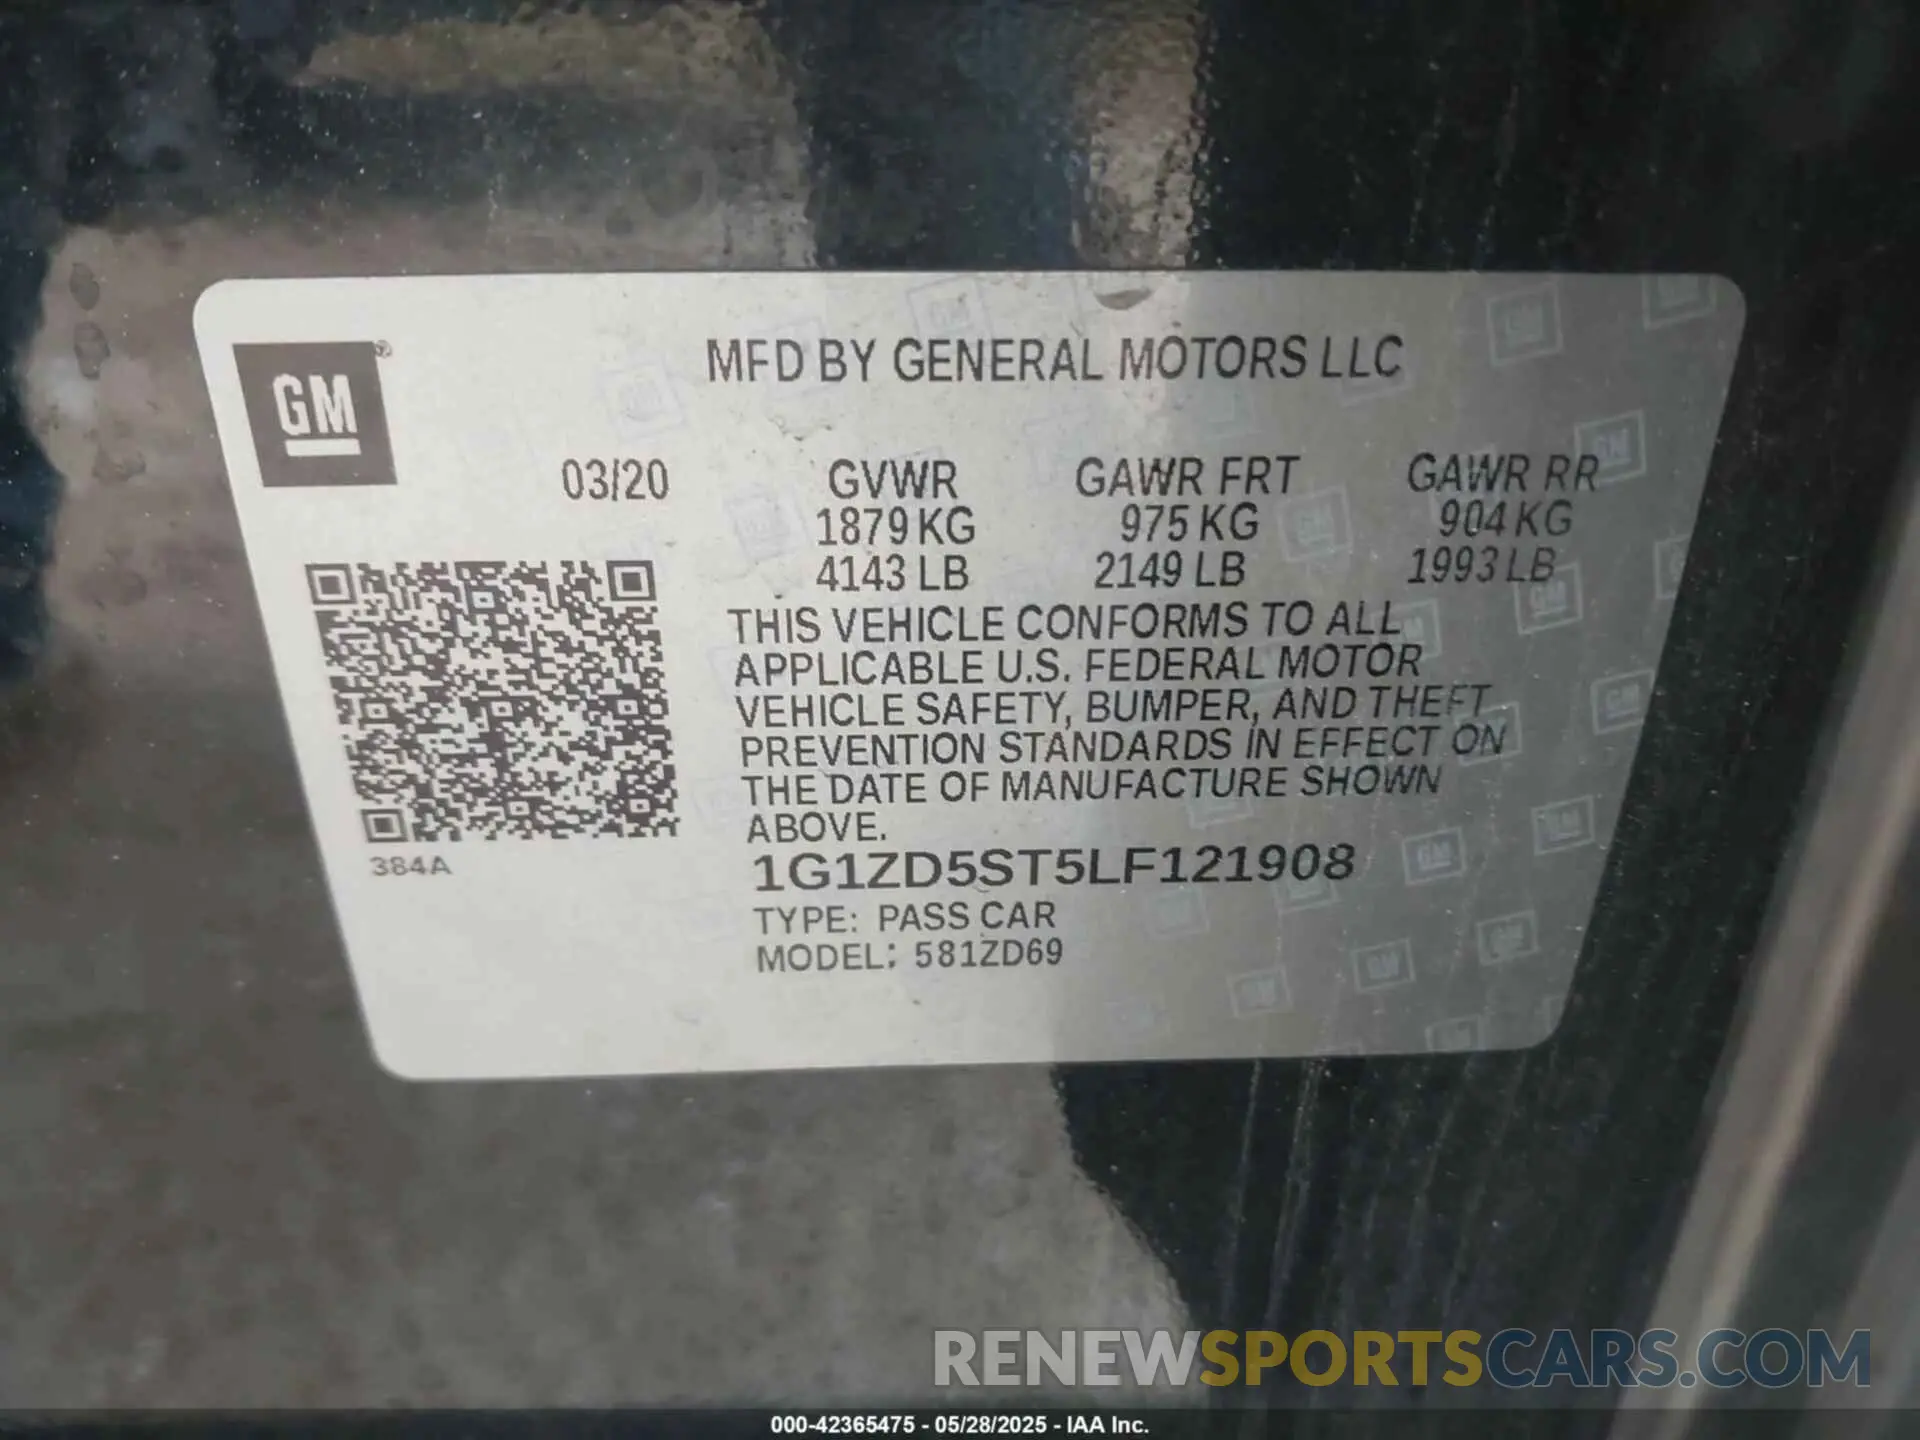 GM®
MFD BY GENERAL MOTORS LLC
03/20 GVWR GAWR FRT GAWR RR
1879 KG 975 KG 904 KG
4143 LB 2149 LB 1993 LB
THIS VEHICLE CONFORMS TO ALL
APPLICABLE U.S. FEDERAL MOTOR
VEHICLE SAFETY, BUMPER, AND THEFT
PREVENTION STANDARDS IN EFFECT ON
THE DATE OF MANUFACTURE SHOWN
ABOVE.
384A
1G1ZD5ST5LF121908
TYPE: PASS CAR
MODEL: 581ZD69
RENEWSPORTSCARS.COM
000-42365475 - 05/28/2025 - IAA Inc.